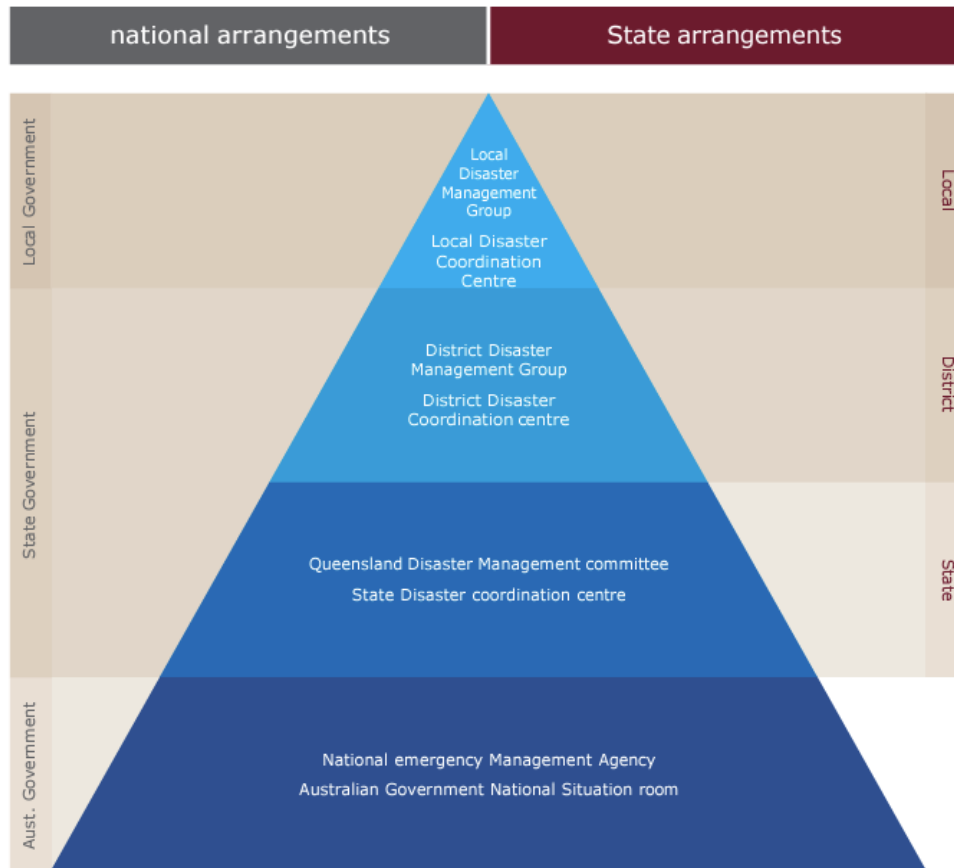 national arrangements
State arrangements
Local Government
Local
Disaster
Management
Group
Local Disaster
Coordination
Centre
Local
State Government
District Disaster
Management Group
District Disaster
Coordination centre
District
Queensland Disaster Management committee
State Disaster coordination centre
State
Aust. Government
National emergency Management Agency
Australian Government National Situation room